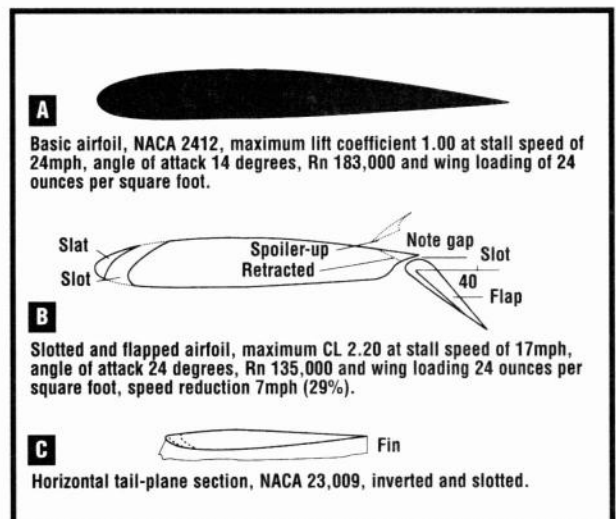 A
Basic airfoil, NACA 2412, maximum lift coefficient 1.00 at stall speed of
24mph, angle of attack 14 degrees, Rn 183,000 and wing loading of 24
ounces per square foot.
Slat
Slot
Spoiler-up
Retracted
Note gap
Slot
40
Flap
B
Slotted and flapped airfoil, maximum CL 2.20 at stall speed of 17mph,
angle of attack 24 degrees, Rn 135,000 and wing loading 24 ounces per
square foot, speed reduction 7mph (29%).
C
Fin
Horizontal tail-plane section, NACA 23,009, inverted and slotted.